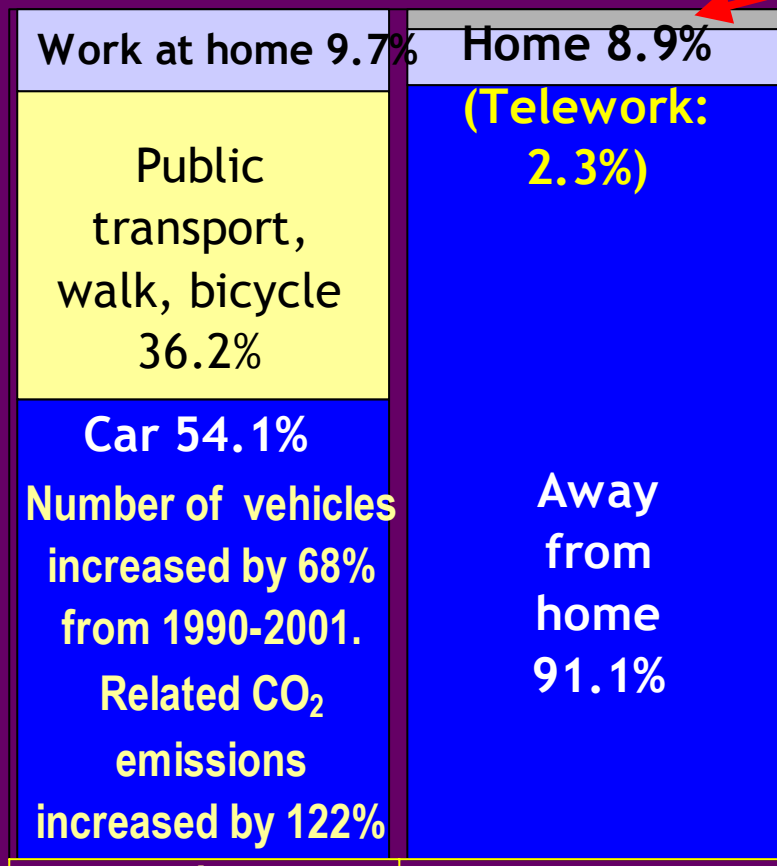 Work at home 9.7%
Public
transport,
walk, bicycle
36.2%
Car 54.1%
Number of vehicles
increased by 68%
from 1990-2001.
Related CO₂
emissions
increased by 122%
Home 8.9%
(Telework:
2.3%)
Away
from
home
91.1%